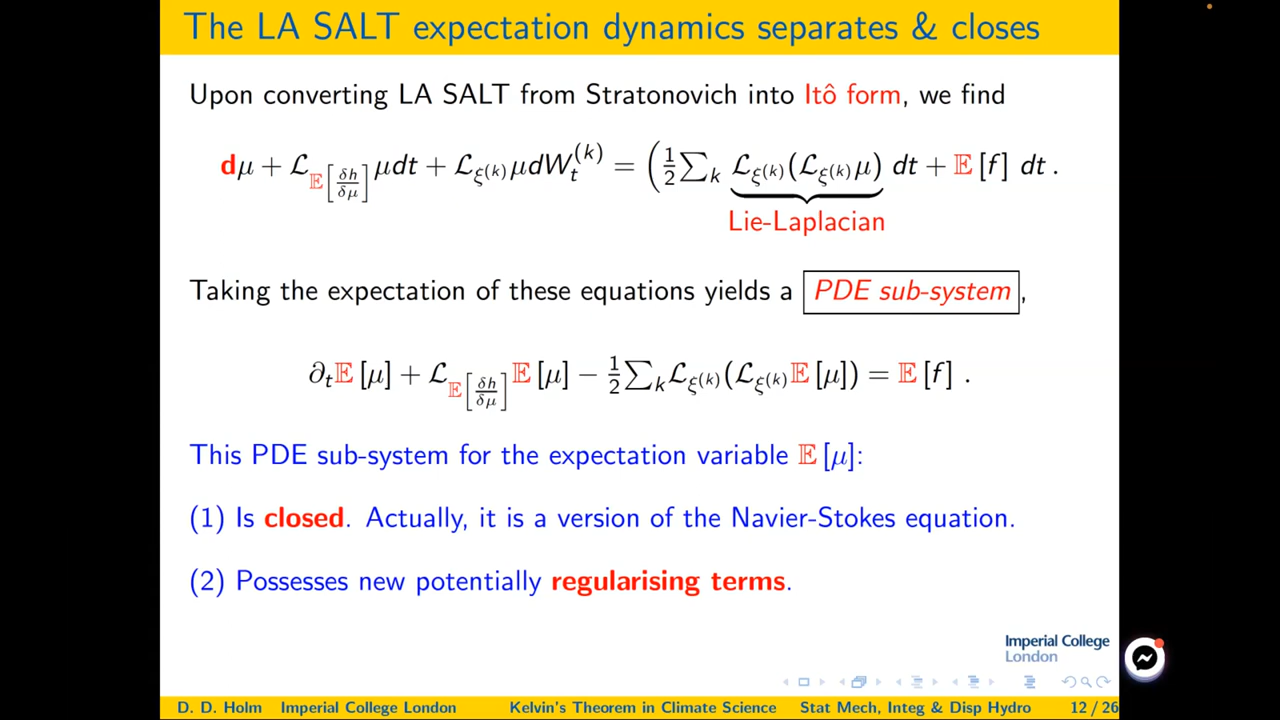 The LA SALT expectation dynamics separates & closes
Upon converting LA SALT from Stratonovich into Itô form, we find
dμ + ℒ_{𝔼[δh/δμ]} μdt + ℒ_{ξ^{(k)}} μdW_t^{(k)} = (½∑_k ℒ_{ξ^{(k)}}(ℒ_{ξ^{(k)}}μ) dt + 𝔼[f] dt .
Lie-Laplacian
Taking the expectation of these equations yields a PDE sub-system,
∂_t𝔼[μ] + ℒ_{𝔼[δh/δμ]} 𝔼[μ] − ½∑_k ℒ_{ξ^{(k)}}(ℒ_{ξ^{(k)}}𝔼[μ]) = 𝔼[f] .
This PDE sub-system for the expectation variable 𝔼[μ]:
(1) Is closed. Actually, it is a version of the Navier-Stokes equation.
(2) Possesses new potentially regularising terms.
Imperial College
London
D. D. Holm Imperial College London Kelvin's Theorem in Climate Science Stat Mech, Integ & Disp Hydro 12 / 26